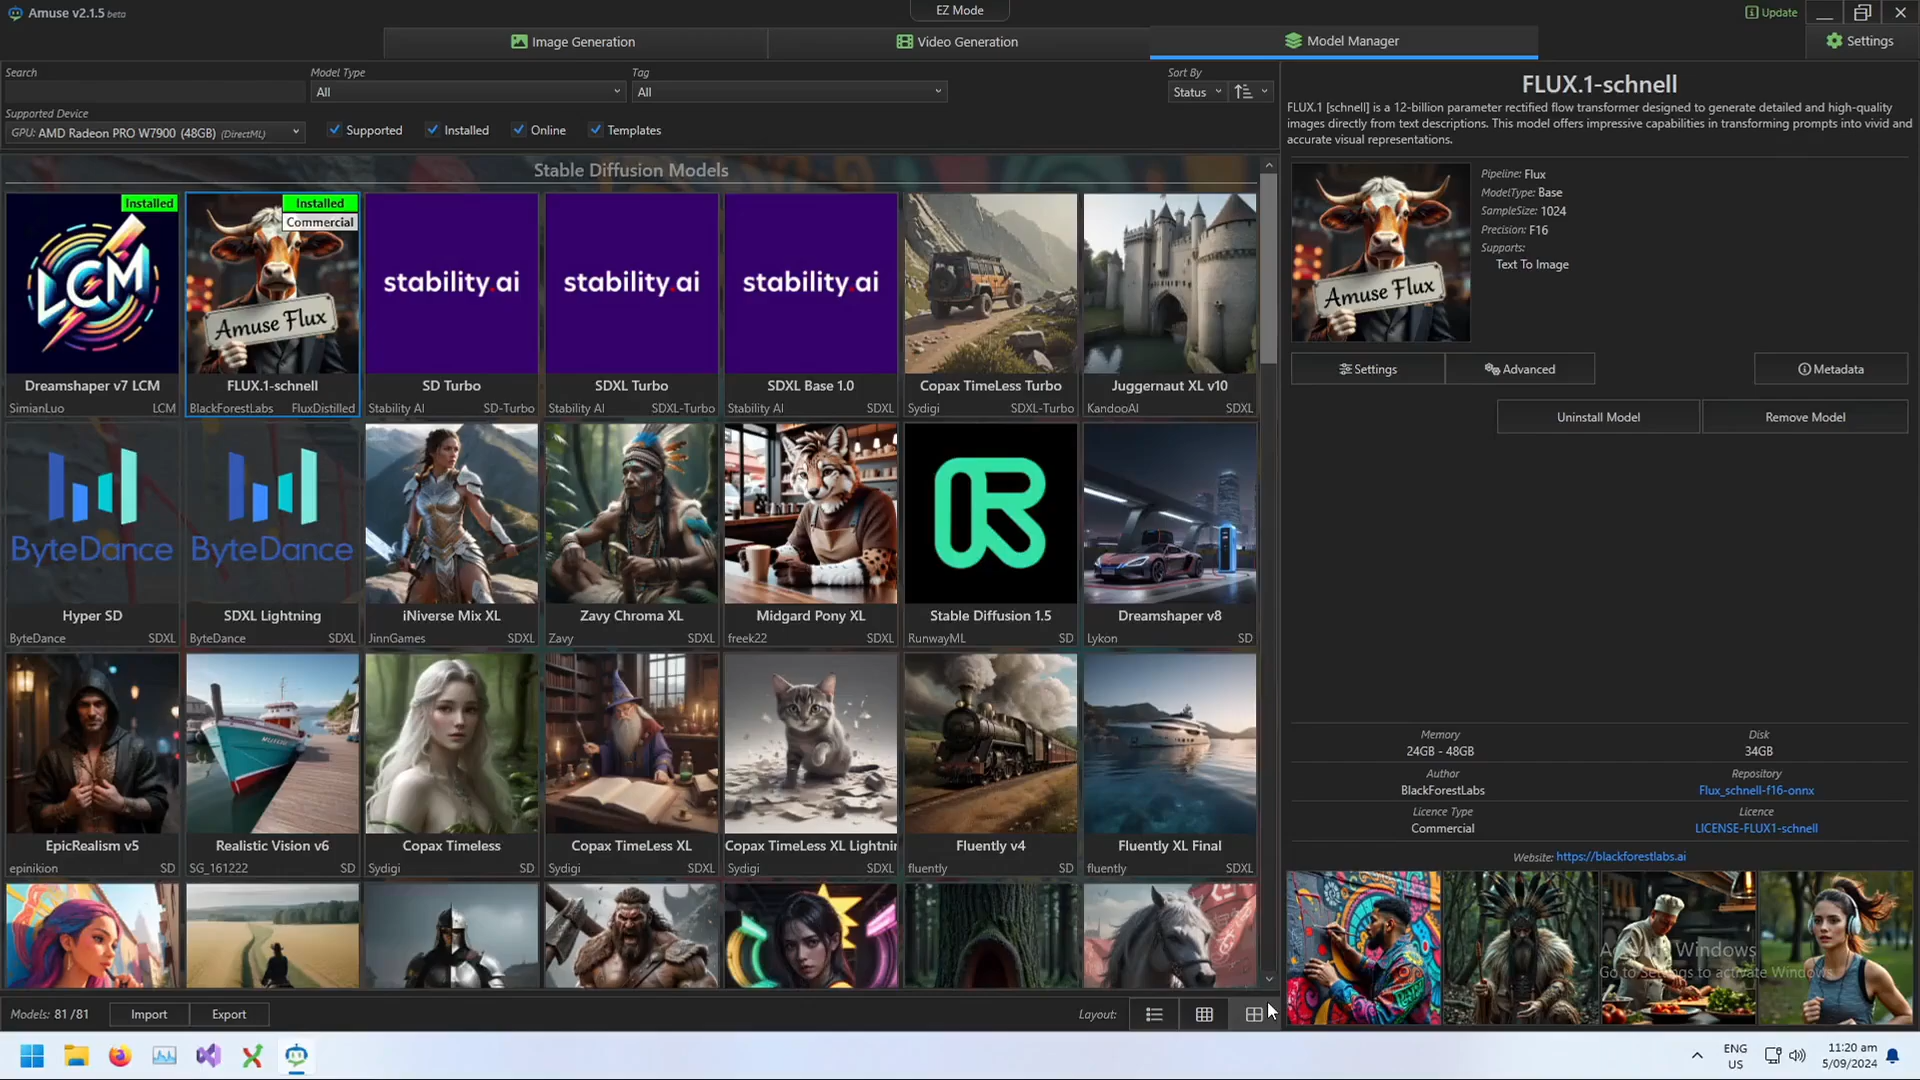 Amuse v2.1.5 beta
EZ Mode
Update
Image Generation
Video Generation
Model Manager
Settings
Search
Model Type
Tag
Sort By
All
All
Status
Supported Device
GPU: AMD Radeon PRO W7900 (48GB) (DirectML)
Supported
Installed
Online
Templates
Stable Diffusion Models
Installed
LCM
Dreamshaper v7 LCM
SimianLuo LCM
Installed
Commercial
Amuse Flux
FLUX.1-schnell
BlackForestLabs FluxDistilled
stability.ai
SD Turbo
Stability AI SD-Turbo
stability.ai
SDXL Turbo
Stability AI SDXL-Turbo
stability.ai
SDXL Base 1.0
Stability AI SDXL
Copax TimeLess Turbo
Sydigi SDXL-Turbo
Juggernaut XL v10
KandooAI SDXL
ByteDance
Hyper SD
ByteDance SDXL
ByteDance
SDXL Lightning
ByteDance SDXL
iNiverse Mix XL
JinnGames SDXL
Zavy Chroma XL
Zavy SDXL
Midgard Pony XL
freek22 SDXL
Stable Diffusion 1.5
RunwayML SD
Dreamshaper v8
Lykon SD
EpicRealism v5
epinikion SD
Realistic Vision v6
SG_161222 SD
Copax Timeless
Sydigi SD
Copax TimeLess XL
Sydigi SDXL
Copax TimeLess XL Lightnin
Sydigi SDXL
Fluently v4
fluently SD
Fluently XL Final
fluently SDXL
Models: 81 /81
Import
Export
Layout:
FLUX.1-schnell
FLUX.1 [schnell] is a 12-billion parameter rectified flow transformer designed to generate detailed and high-quality
images directly from text descriptions. This model offers impressive capabilities in transforming prompts into vivid and
accurate visual representations.
Amuse Flux
Pipeline: Flux
ModelType: Base
SampleSize: 1024
Precision: F16
Supports:
Text To Image
Settings
Advanced
Metadata
Uninstall Model
Remove Model
Memory
24GB - 48GB
Disk
34GB
Author
BlackForestLabs
Repository
Flux_schnell-f16-onnx
Licence Type
Commercial
Licence
LICENSE-FLUX1-schnell
Website: https://blackforestlabs.ai
Activate Windows
Go to Settings to activate Windows.
ENG
US
11:20 am
5/09/2024